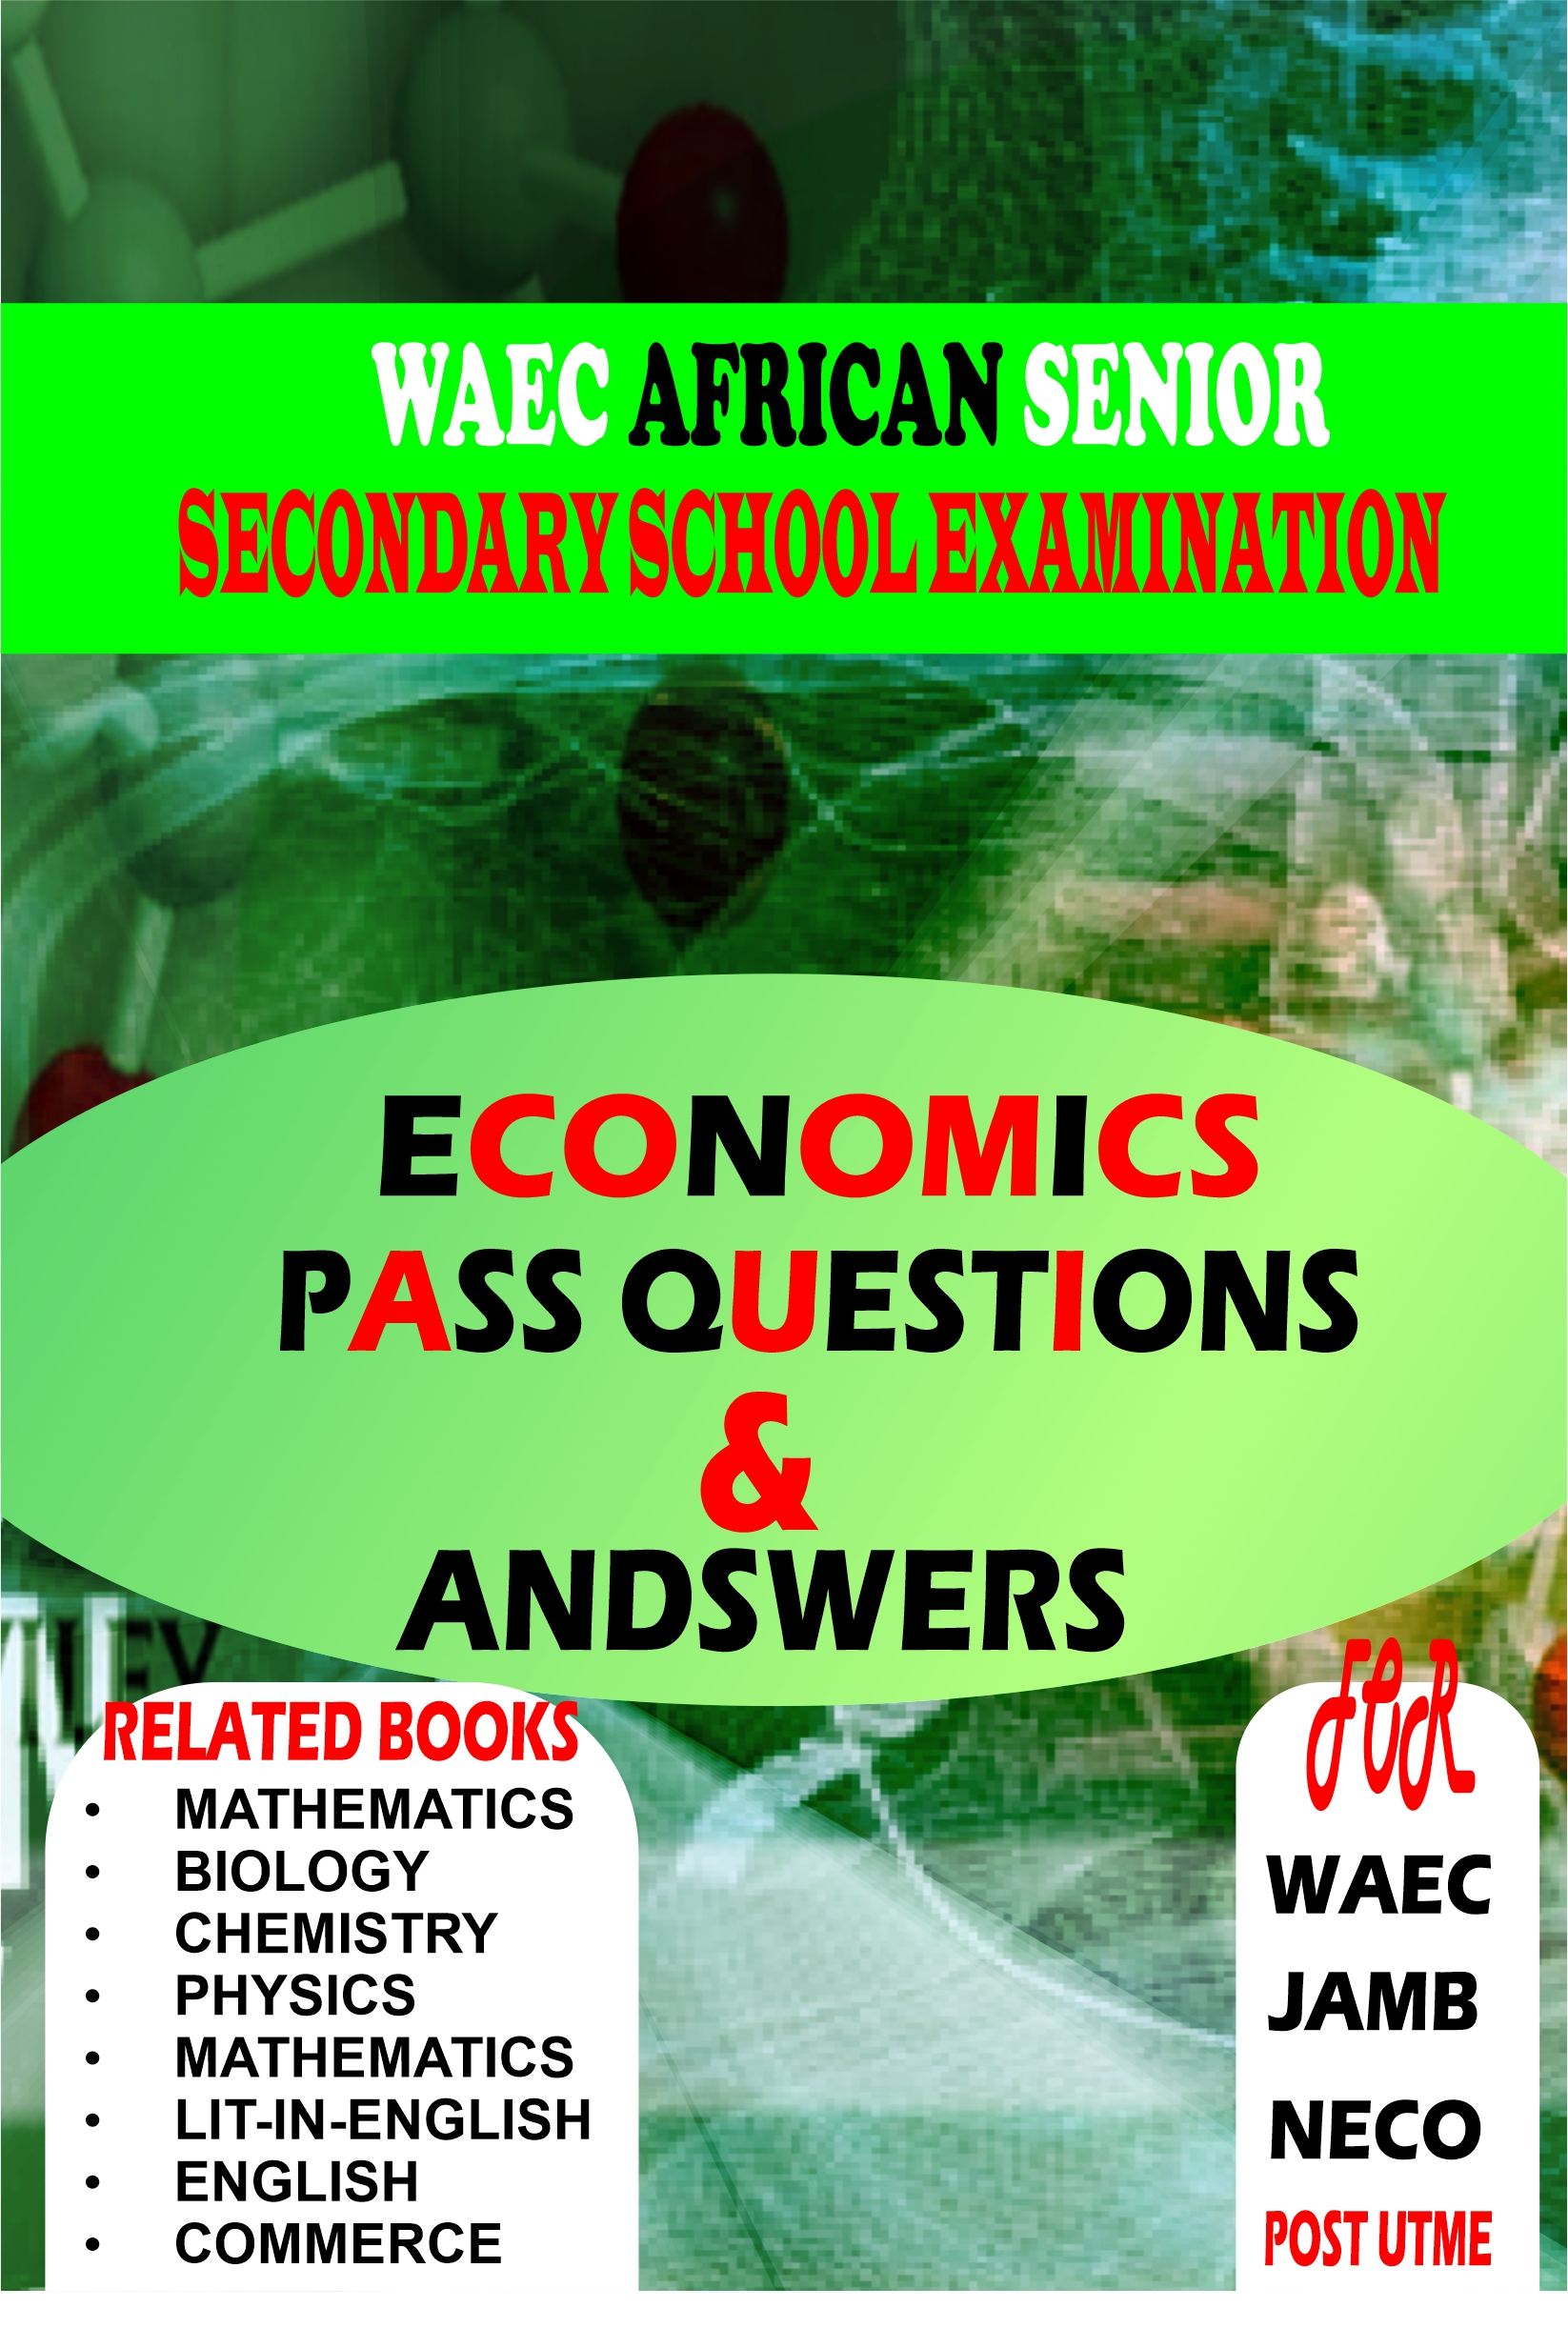 WAEC AFRICAN SENIOR
SECONDARY SCHOOL EXAMINATION
ECONOMICS
PASS QUESTIONS
&
ANDSWERS
RELATED BOOKS
• MATHEMATICS
• BIOLOGY
• CHEMISTRY
• PHYSICS
• MATHEMATICS
• LIT-IN-ENGLISH
• ENGLISH
• COMMERCE
FOR
WAEC
JAMB
NECO
POST UTME